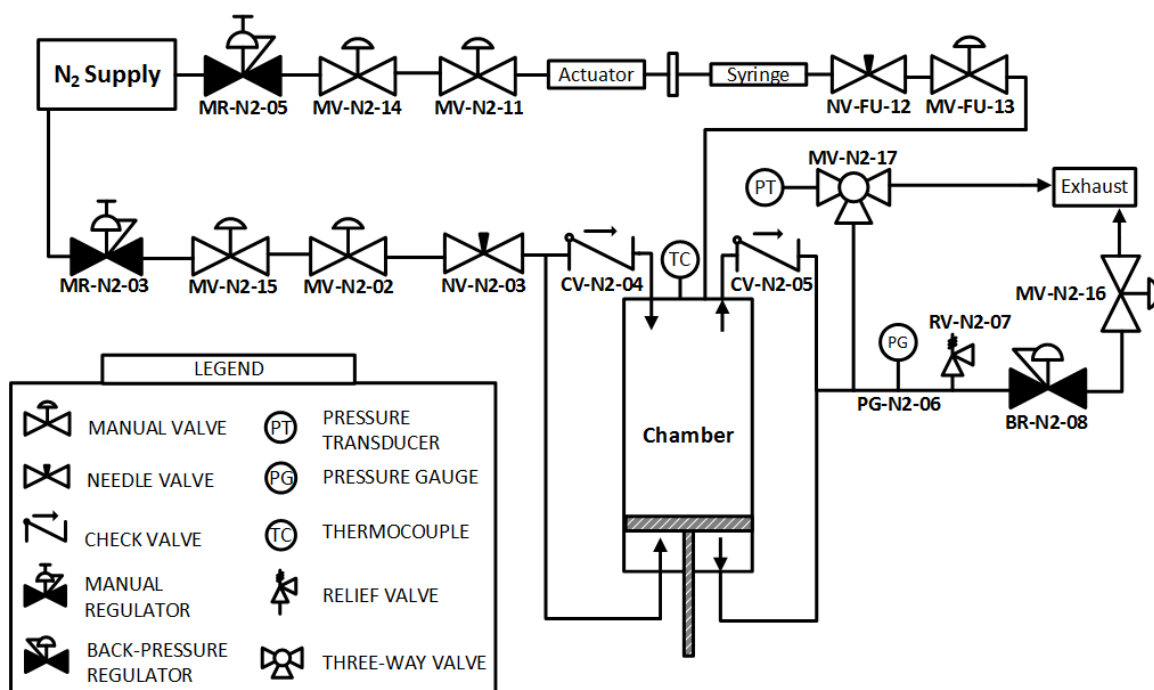 N2 Supply
MR-N2-05
MV-N2-14
MV-N2-11
Actuator
Syringe
NV-FU-12
MV-FU-13
MV-N2-17
PT
Exhaust
MR-N2-03
MV-N2-15
MV-N2-02
NV-N2-03
CV-N2-04
TC
CV-N2-05
MV-N2-16
RV-N2-07
PG
PG-N2-06
BR-N2-08
Chamber
LEGEND
MANUAL VALVE
PT
PRESSURE
TRANSDUCER
NEEDLE VALVE
PG
PRESSURE GAUGE
CHECK VALVE
TC
THERMOCOUPLE
MANUAL
REGULATOR
RELIEF VALVE
BACK-PRESSURE
REGULATOR
THREE-WAY VALVE